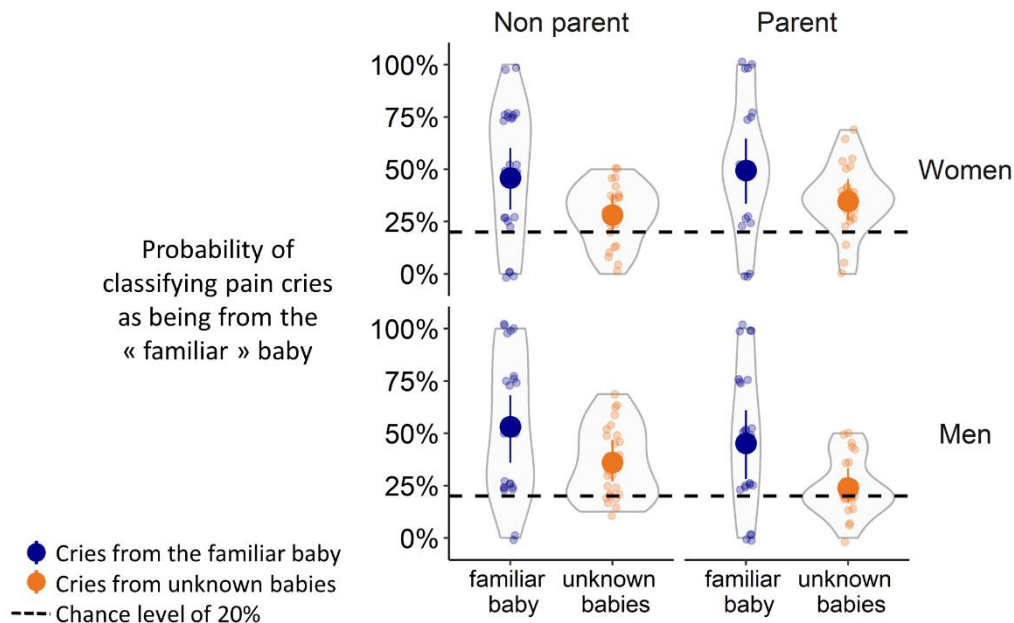 Non parent
Parent
100%
75%
50%
25%
0%
Women
Probability of
classifying pain cries
as being from the
« familiar » baby
100%
75%
50%
25%
0%
Men
familiar
baby
unknown
babies
familiar
baby
unknown
babies
Cries from the familiar baby
Cries from unknown babies
Chance level of 20%